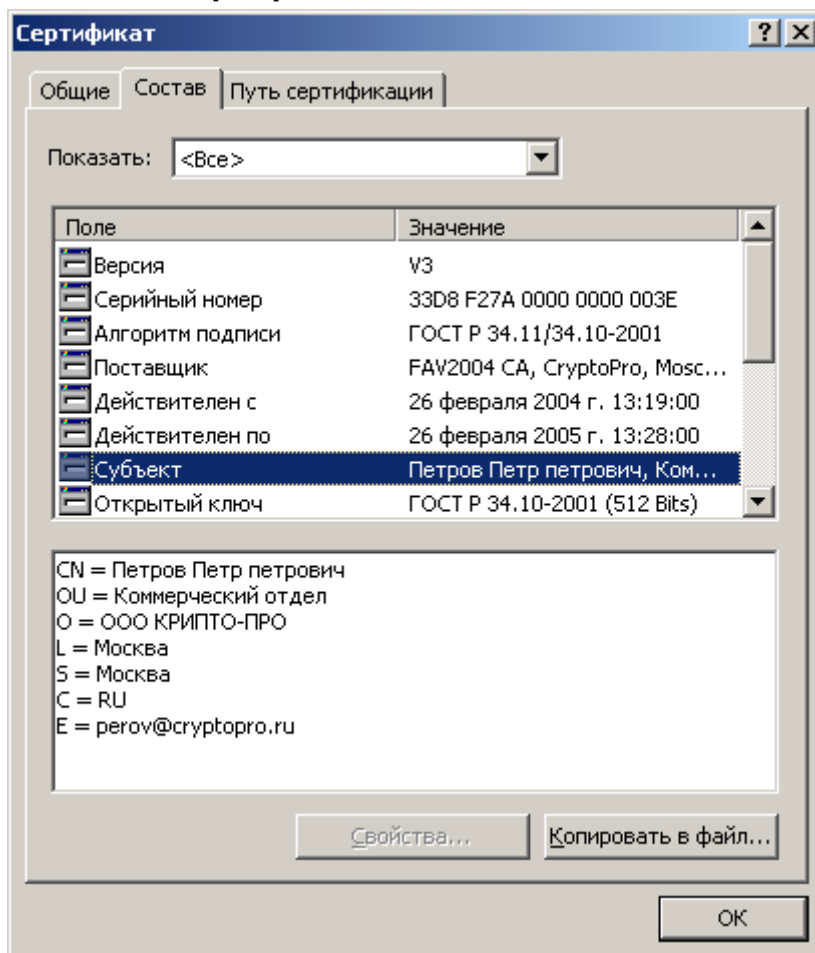 Сертификат
Общие Состав Путь сертификации
Показать: <Все>
Поле Значение
Версия V3
Серийный номер 33D8 F27A 0000 0000 003E
Алгоритм подписи ГОСТ Р 34.11/34.10-2001
Поставщик FAV2004 CA, CryptoPro, Mosc...
Действителен с 26 февраля 2004 г. 13:19:00
Действителен по 26 февраля 2005 г. 13:28:00
Субъект Петров Петр петрович, Ком...
Открытый ключ ГОСТ Р 34.10-2001 (512 Bits)
CN = Петров Петр петрович
OU = Коммерческий отдел
O = ООО КРИПТО-ПРО
L = Москва
S = Москва
C = RU
E = perov@cryptopro.ru
Свойства... Копировать в файл...
ОК